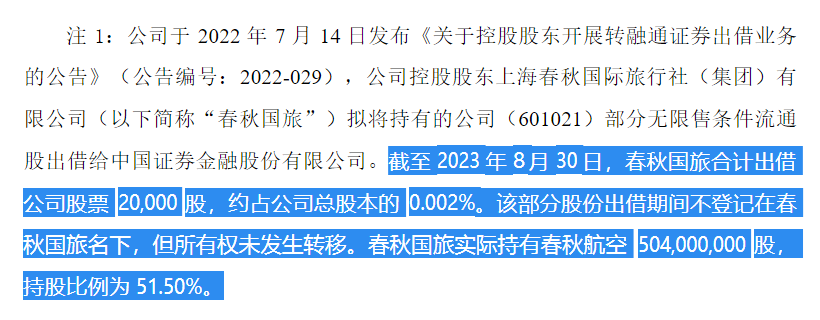 注 1：公司于 2022 年 7 月 14 日发布《关于控股股东开展转融通证券出借业务
的公告》（公告编号：2022-029），公司控股股东上海春秋国际旅行社（集团）有
限公司（以下简称“春秋国旅”）拟将持有的公司（601021）部分无限售条件流通
股出借给中国证券金融股份有限公司。截至 2023 年 8 月 30 日，春秋国旅合计出借
公司股票 20,000 股，约占公司总股本的 0.002%。该部分股份出借期间不登记在春
秋国旅名下，但所有权未发生转移。春秋国旅实际持有春秋航空 504,000,000 股，
持股比例为 51.50%。